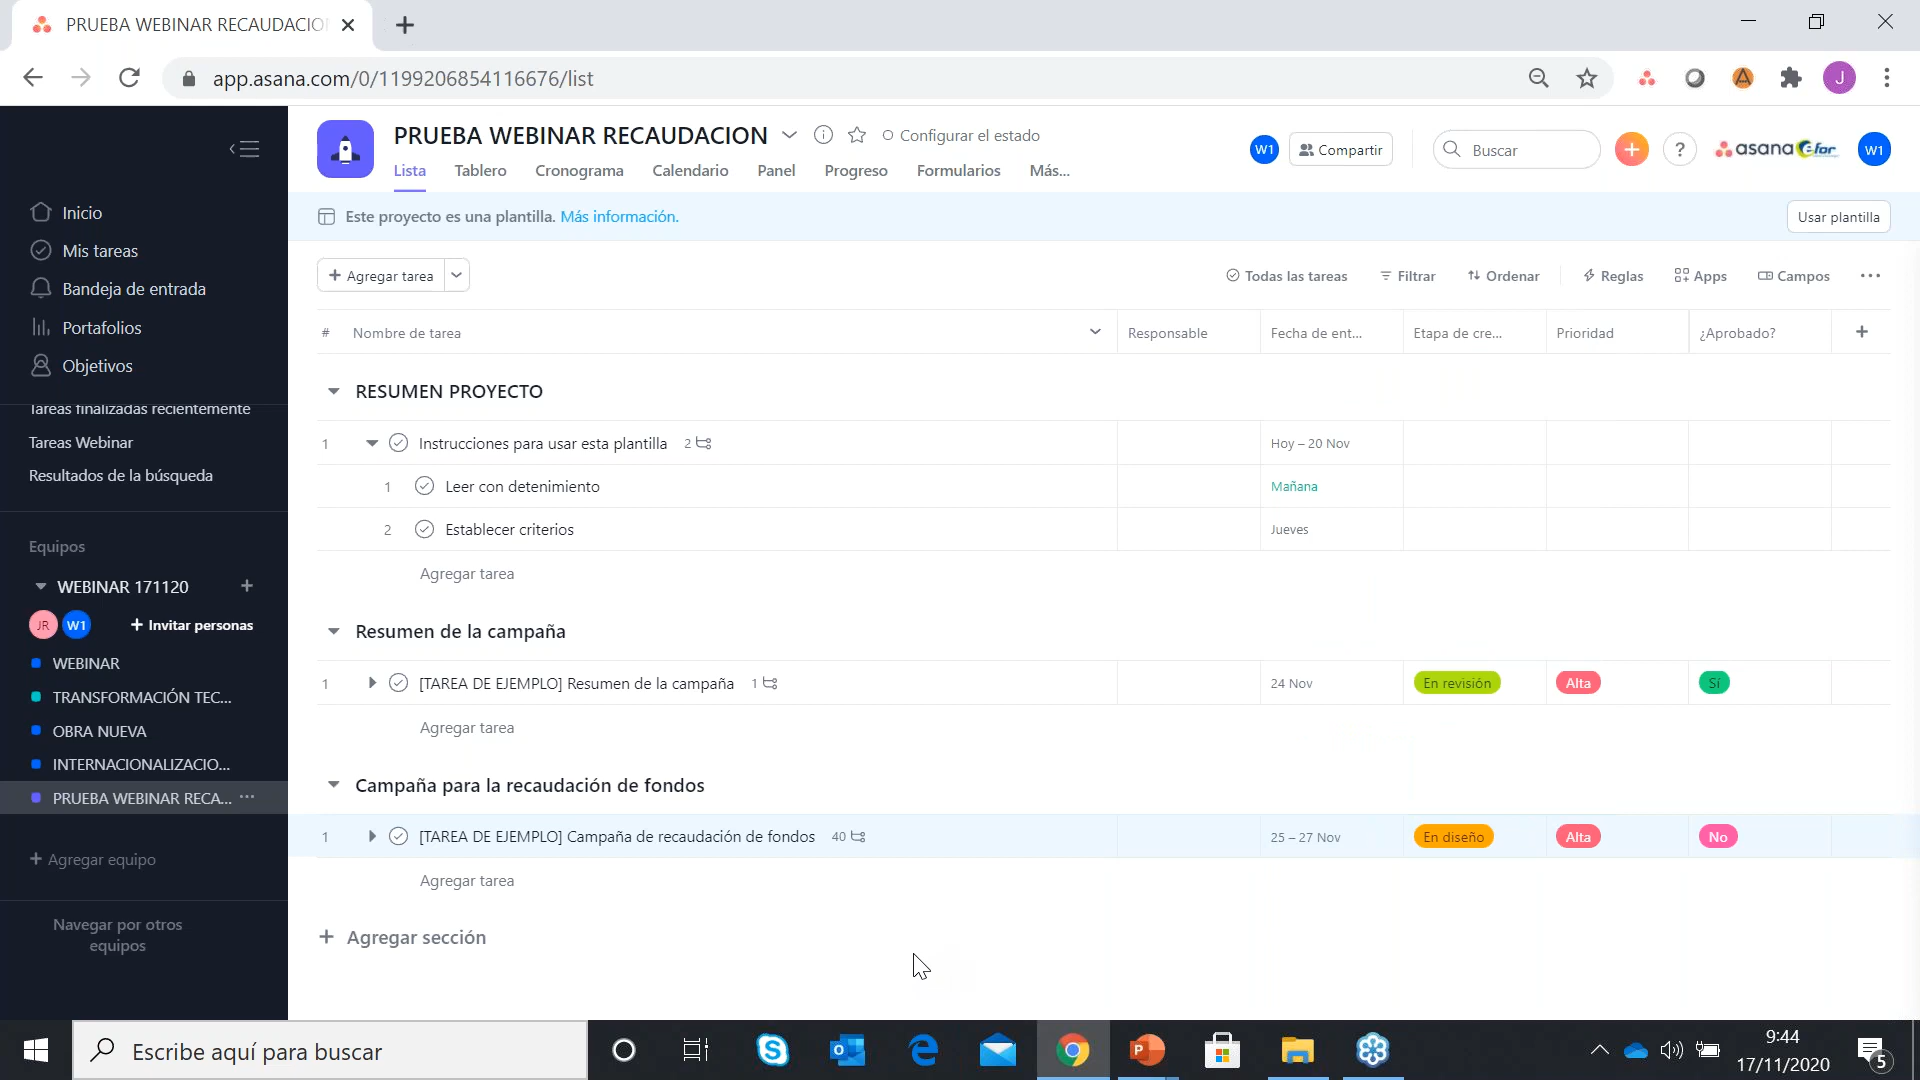 PRUEBA WEBINAR RECAUDACIO
app.asana.com/0/1199206854116676/list
J
PRUEBA WEBINAR RECAUDACION
Configurar el estado
W1
Compartir
Buscar
?
asana efor
W1
Lista
Tablero
Cronograma
Calendario
Panel
Progreso
Formularios
Más...
Este proyecto es una plantilla. Más información.
Usar plantilla
Inicio
Mis tareas
Bandeja de entrada
Portafolios
Objetivos
Tareas finalizadas recientemente
Tareas Webinar
Resultados de la búsqueda
Equipos
WEBINAR 171120
JR
W1
+ Invitar personas
WEBINAR
TRANSFORMACIÓN TEC...
OBRA NUEVA
INTERNACIONALIZACIO...
PRUEBA WEBINAR RECA...
+ Agregar equipo
Navegar por otros
equipos
+ Agregar tarea
Todas las tareas
Filtrar
Ordenar
Reglas
Apps
Campos
# Nombre de tarea
Responsable
Fecha de ent...
Etapa de cre...
Prioridad
¿Aprobado?
RESUMEN PROYECTO
1 Instrucciones para usar esta plantilla 2
Hoy – 20 Nov
1 Leer con detenimiento
Mañana
2 Establecer criterios
Jueves
Agregar tarea
Resumen de la campaña
1 [TAREA DE EJEMPLO] Resumen de la campaña 1
24 Nov
En revisión
Alta
Sí
Agregar tarea
Campaña para la recaudación de fondos
1 [TAREA DE EJEMPLO] Campaña de recaudación de fondos 40
25 – 27 Nov
En diseño
Alta
No
Agregar tarea
+ Agregar sección
Escribe aquí para buscar
9:44
17/11/2020
5